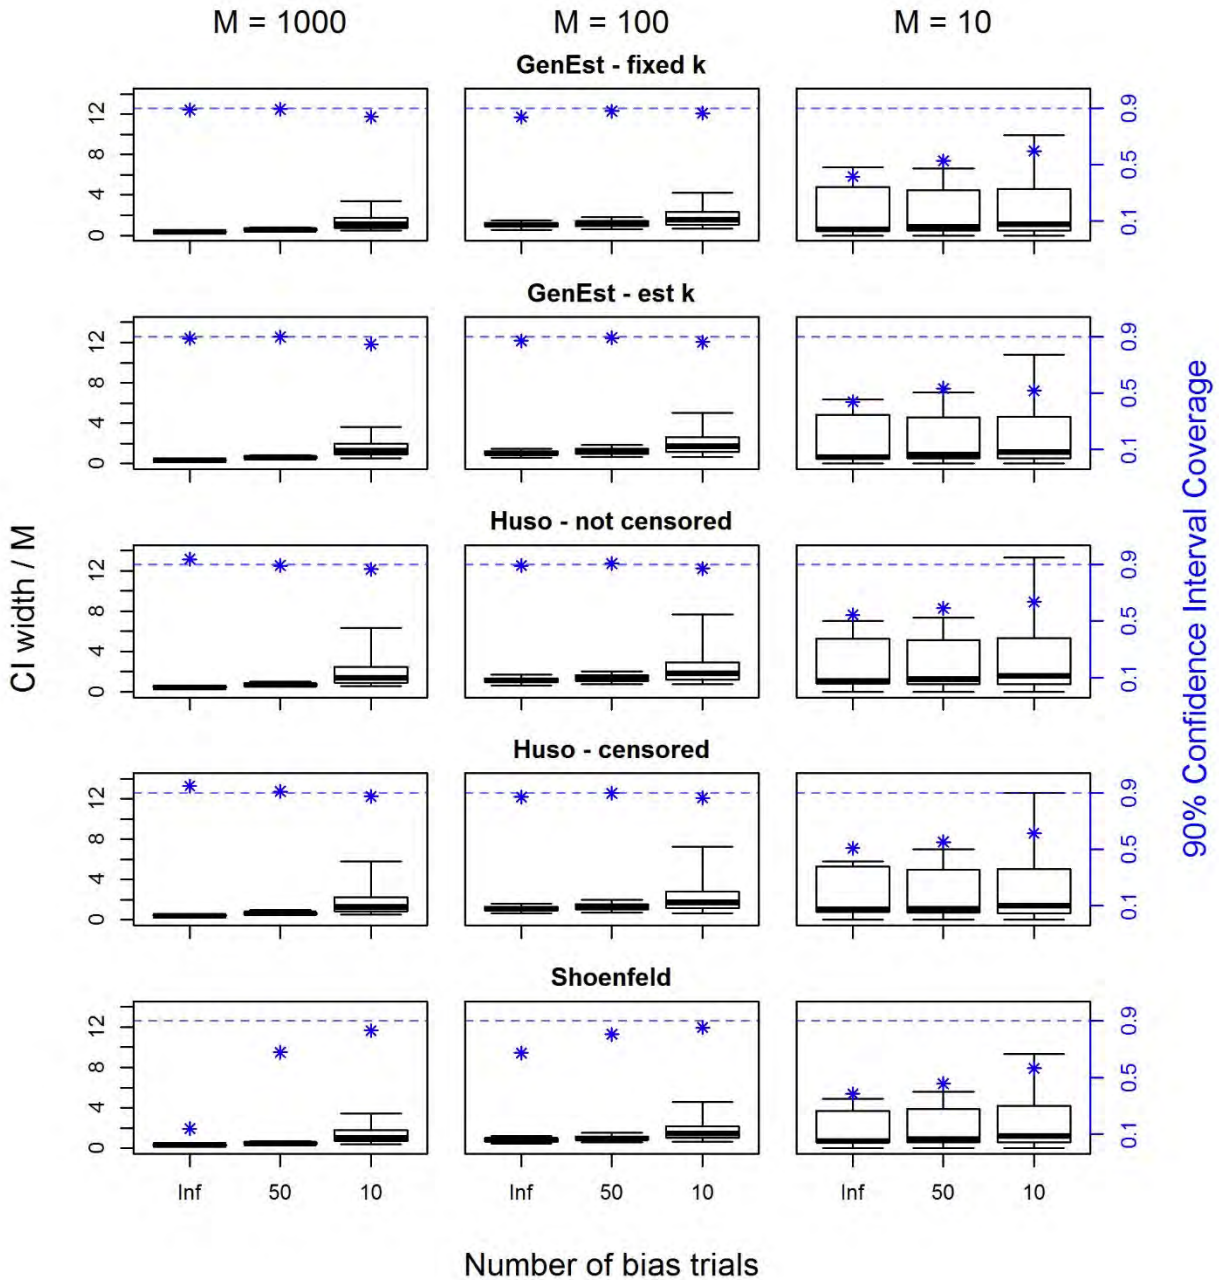 M = 1000 M = 100 M = 10
GenEst - fixed k
12 0.9
8 0.5
4
0 0.1
GenEst - est k
12 0.9
8 0.5
4
0 0.1
Huso - not censored
12 0.9
8 0.5
4
0 0.1
Huso - censored
12 0.9
8 0.5
4
0 0.1
Shoenfeld
12 0.9
8 0.5
4
0 0.1
Inf 50 10 Inf 50 10 Inf 50 10
CI width / M
90% Confidence Interval Coverage
Number of bias trials